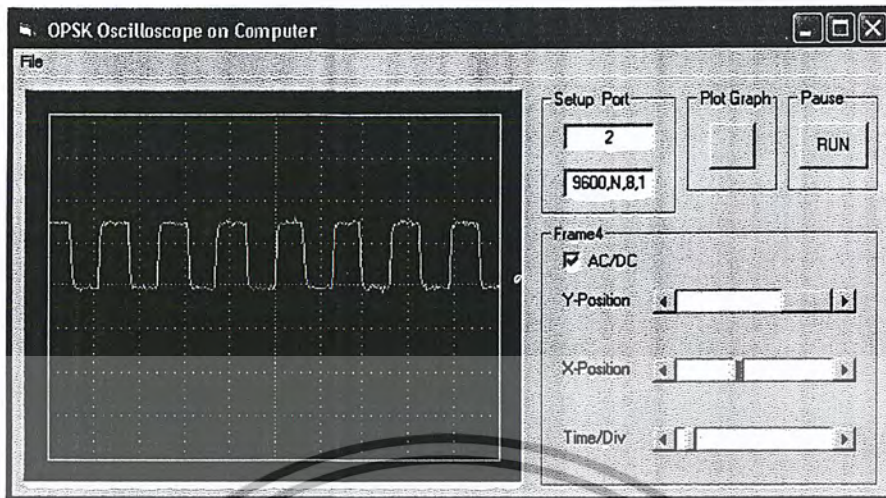 OPSK Oscilloscope on Computer
File
Setup Port
2
9600,N,8,1
Plot Graph
Pause
RUN
Frame4
AC/DC
Y-Position
X-Position
Time/Div